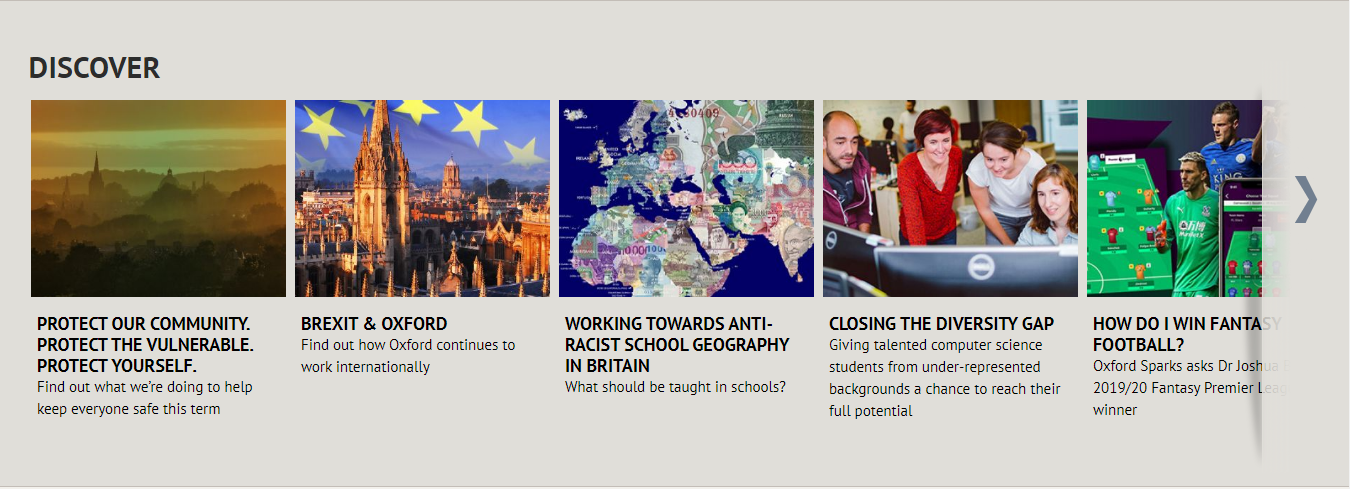 DISCOVER
PROTECT OUR COMMUNITY.
PROTECT THE VULNERABLE.
PROTECT YOURSELF.
Find out what we're doing to help
keep everyone safe this term
BREXIT & OXFORD
Find out how Oxford continues to
work internationally
WORKING TOWARDS ANTI-
RACIST SCHOOL GEOGRAPHY
IN BRITAIN
What should be taught in schools?
CLOSING THE DIVERSITY GAP
Giving talented computer science
students from under-represented
backgrounds a chance to reach their
full potential
HOW DO I WIN FANTASY
FOOTBALL?
Oxford Sparks asks Dr Joshua
2019/20 Fantasy Premier Leag
winner